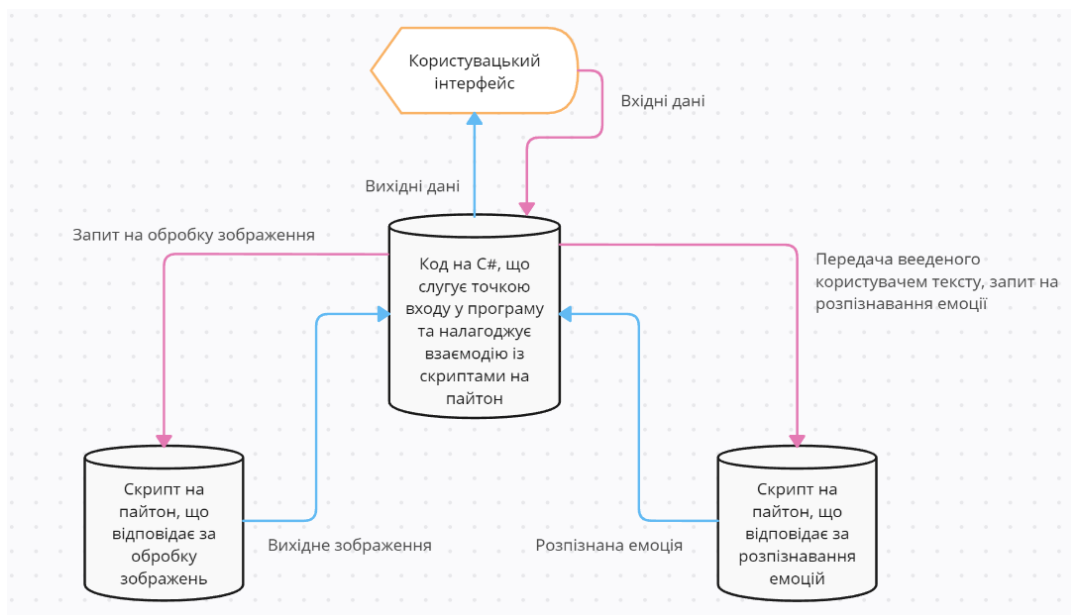 Користувацький
інтерфейс
Вхідні дані
Вихідні дані
Запит на обробку зображення
Код на C#, що
слугує точкою
входу у програму
та налагоджує
взаємодію із
скриптами на
пайтон
Передача вееденого
користувачем тексту, запит на
розпізнавання емоції
Скрипт на
пайтон, що
відповідає за
обробку
зображень
Вихідне зображення
Розпізнана емоція
Скрипт на
пайтон, що
відповідає за
розпізнавання
емоцій